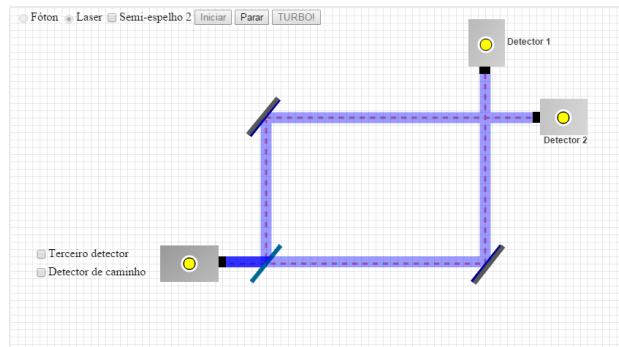 Fóton Laser Semi-espelho 2 Iniciar Parar TURBO!
Detector 1
Detector 2
Terceiro detector
Detector de caminho